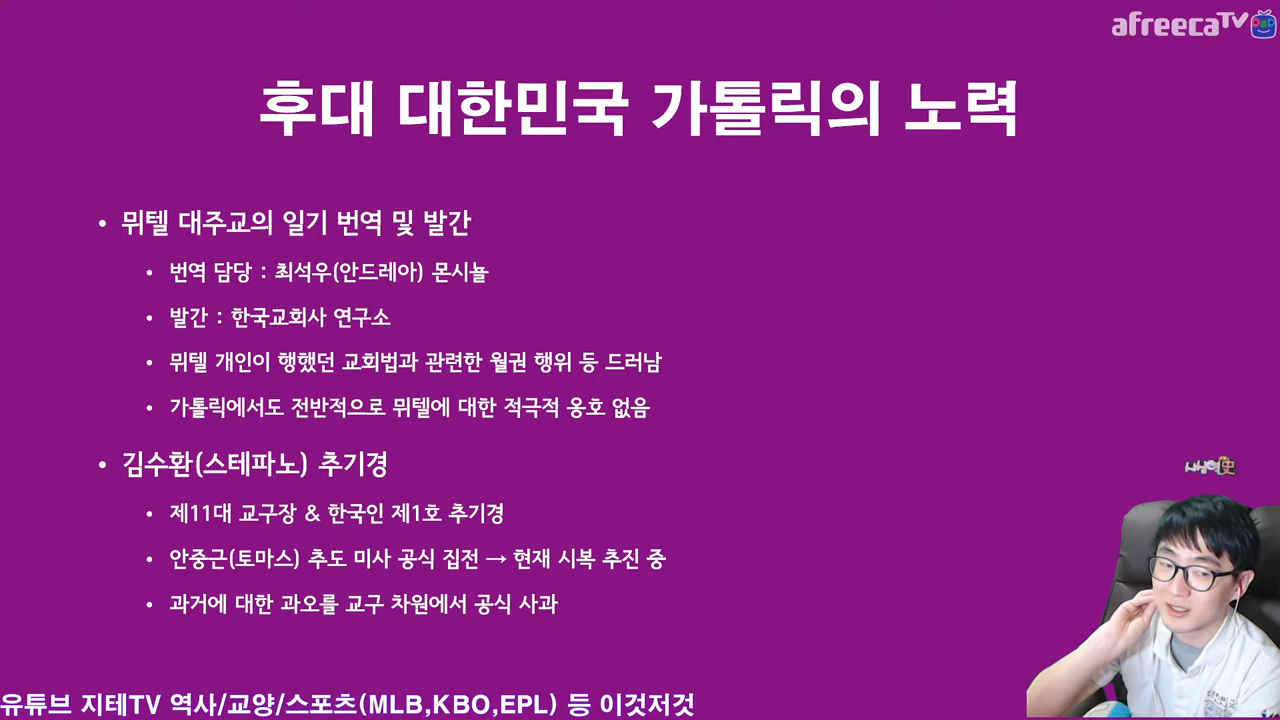 afreecaTV
후대 대한민국 가톨릭의 노력
• 뮈텔 대주교의 일기 번역 및 발간
• 번역 담당 : 최석우(안드레아) 몬시뇰
• 발간 : 한국교회사 연구소
• 뮈텔 개인이 행했던 교회법과 관련한 월권 행위 등 드러남
• 가톨릭에서도 전반적으로 뮈텔에 대한 적극적 옹호 없음
• 김수환(스테파노) 추기경
• 제11대 교구장 & 한국인 제1호 추기경
• 안중근(토마스) 추도 미사 공식 집전 → 현재 시복 추진 중
• 과거에 대한 과오를 교구 차원에서 공식 사과
유튜브 지테TV 역사/교양/스포츠(MLB,KBO,EPL) 등 이것저것